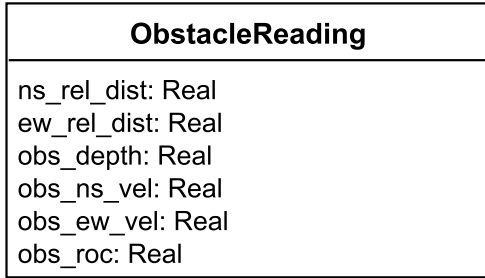 ObstacleReading
ns_rel_dist: Real
ew_rel_dist: Real
obs_depth: Real
obs_ns_vel: Real
obs_ew_vel: Real
obs_roc: Real